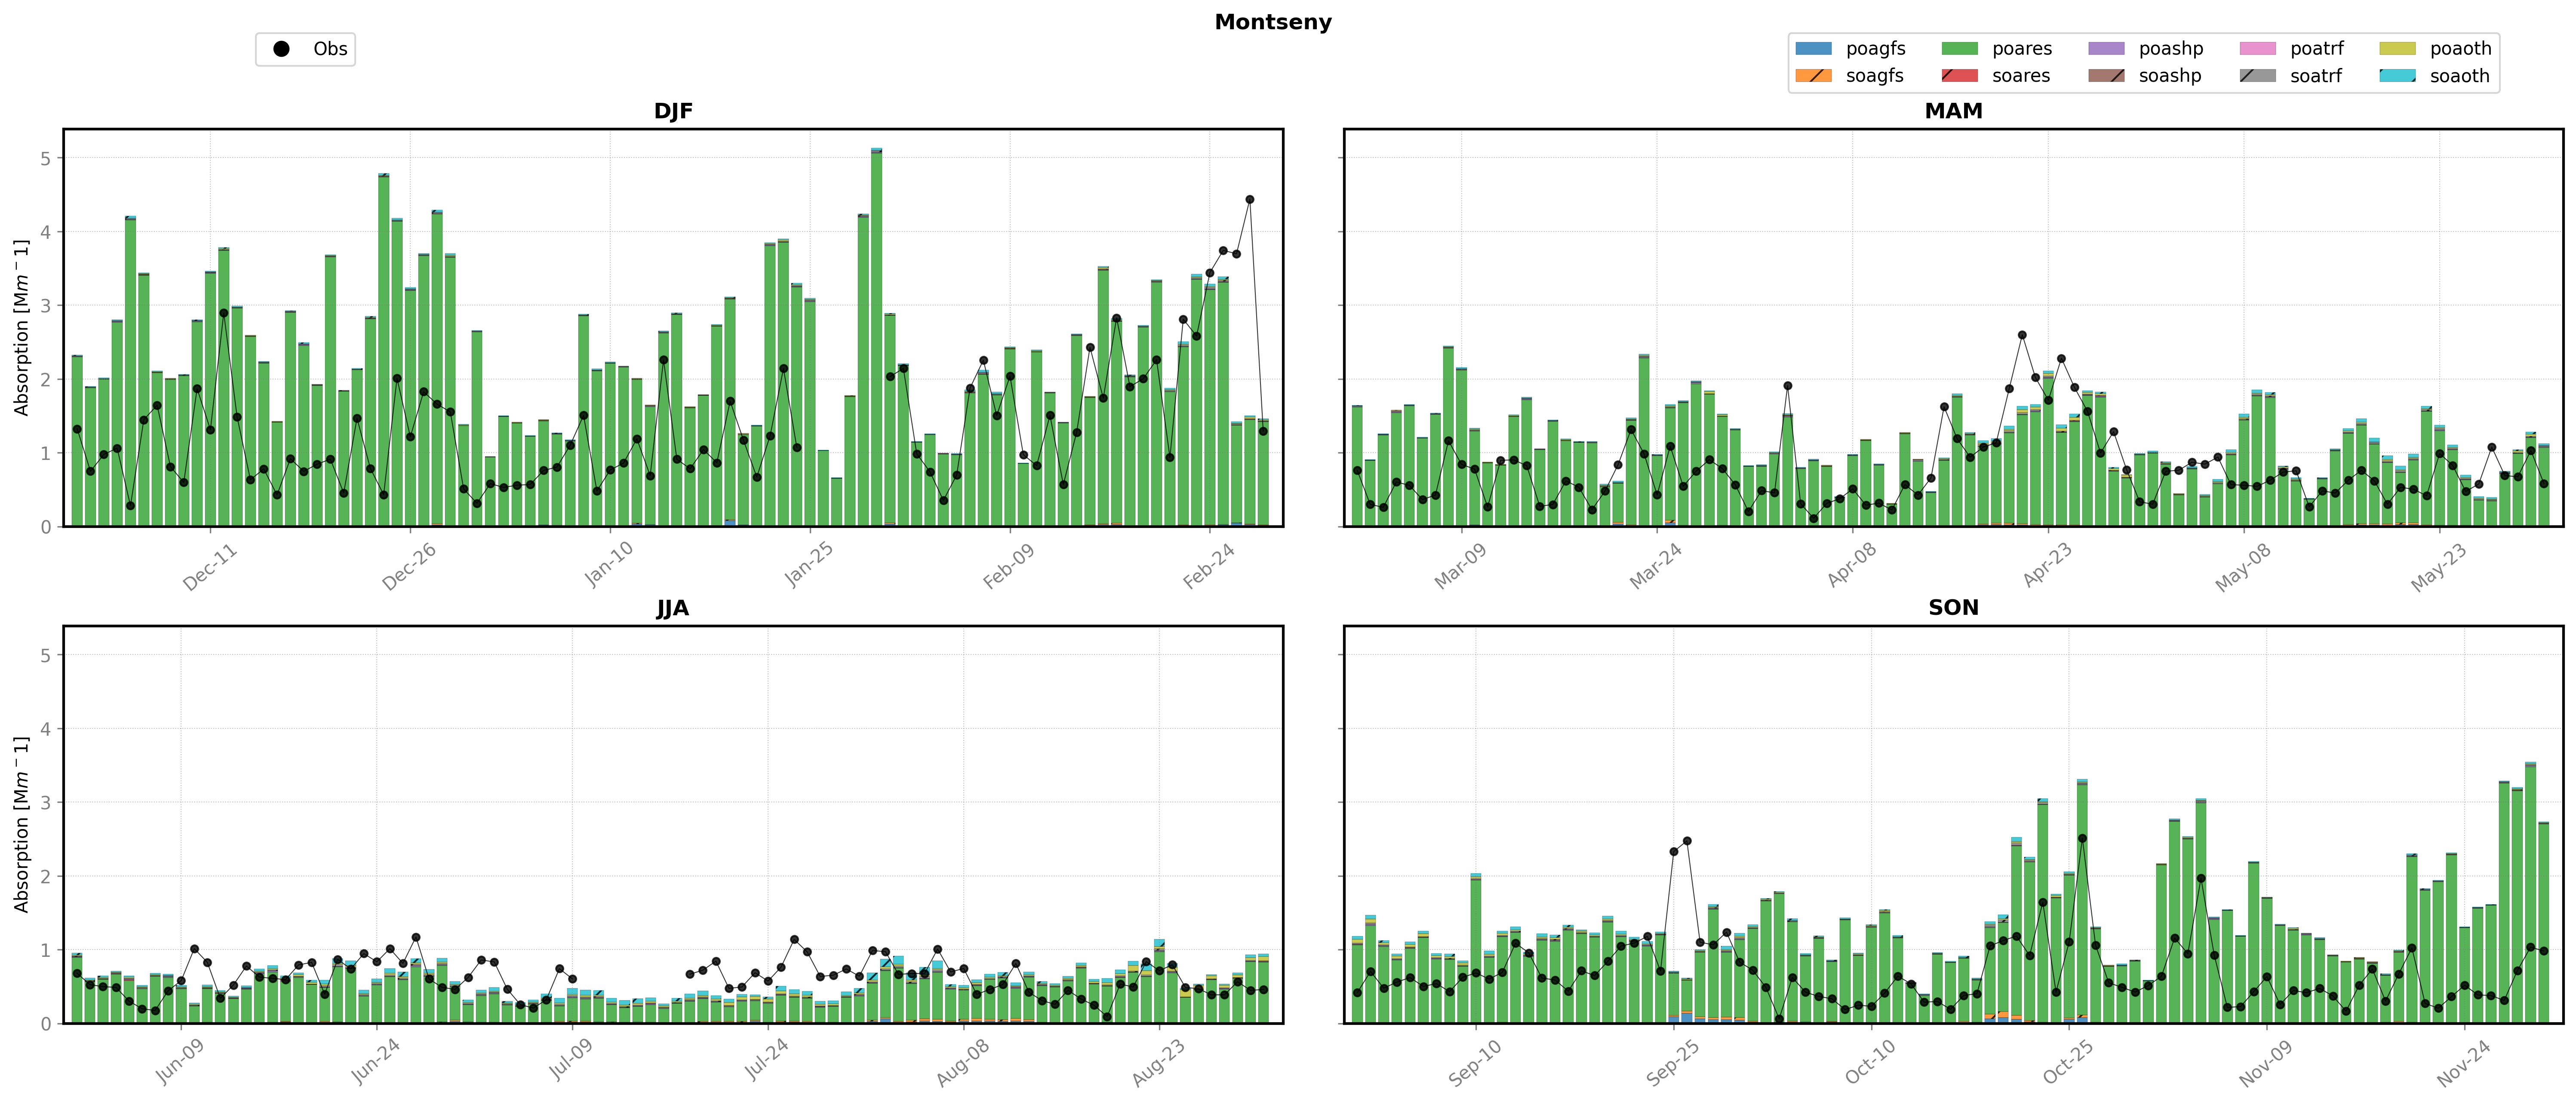 Montseny
Obs
poagfs poares poashp poatrf poaoth
soagfs soares soashp soatrf soaoth
DJF
MAM
Absorption [Mm⁻1]
5
4
3
2
1
0
Dec-11 Dec-26 Jan-10 Jan-25 Feb-09 Feb-24
Mar-09 Mar-24 Apr-08 Apr-23 May-08 May-23
JJA
SON
Absorption [Mm⁻1]
5
4
3
2
1
0
Jun-09 Jun-24 Jul-09 Jul-24 Aug-08 Aug-23
Sep-10 Sep-25 Oct-10 Oct-25 Nov-09 Nov-24